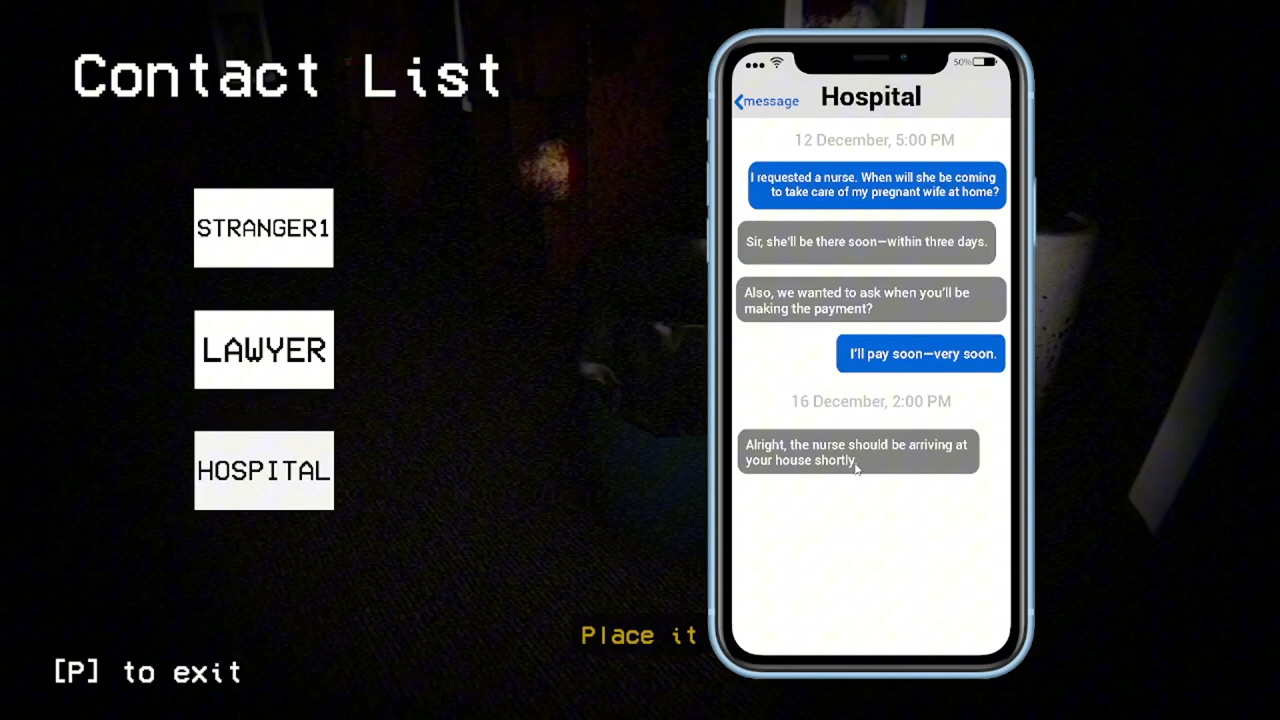 Contact List
STRANGER1
LAWYER
HOSPITAL
[P] to exit
Place it
50%
message
Hospital
12 December, 5:00 PM
I requested a nurse. When will she be coming
to take care of my pregnant wife at home?
Sir, she'll be there soon—within three days.
Also, we wanted to ask when you'll be
making the payment?
I'll pay soon—very soon.
16 December, 2:00 PM
Alright, the nurse should be arriving at
your house shortly.